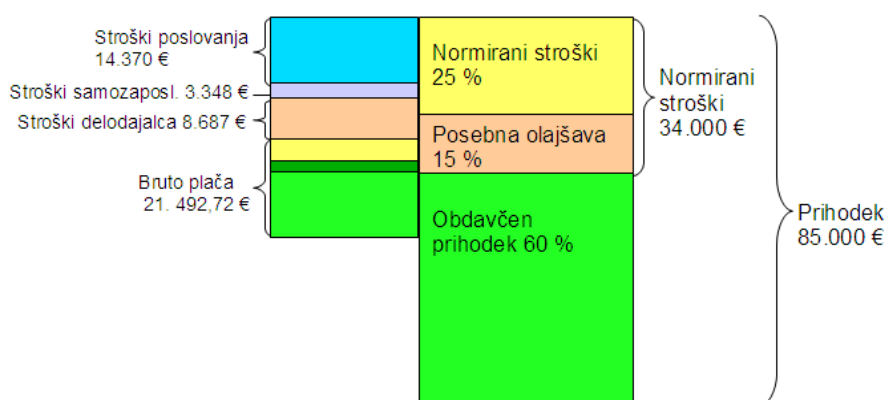 Stroški poslovanja
14.370 €
Stroški samozaposl. 3.348 €
Stroški delodajalca 8.687 €
Bruto plača
21. 492,72 €
Normirani stroški
25 %
Posebna olajšava
15 %
Obdavčen
prihodek 60 %
Normirani
stroški
34.000 €
Prihodek
85.000 €